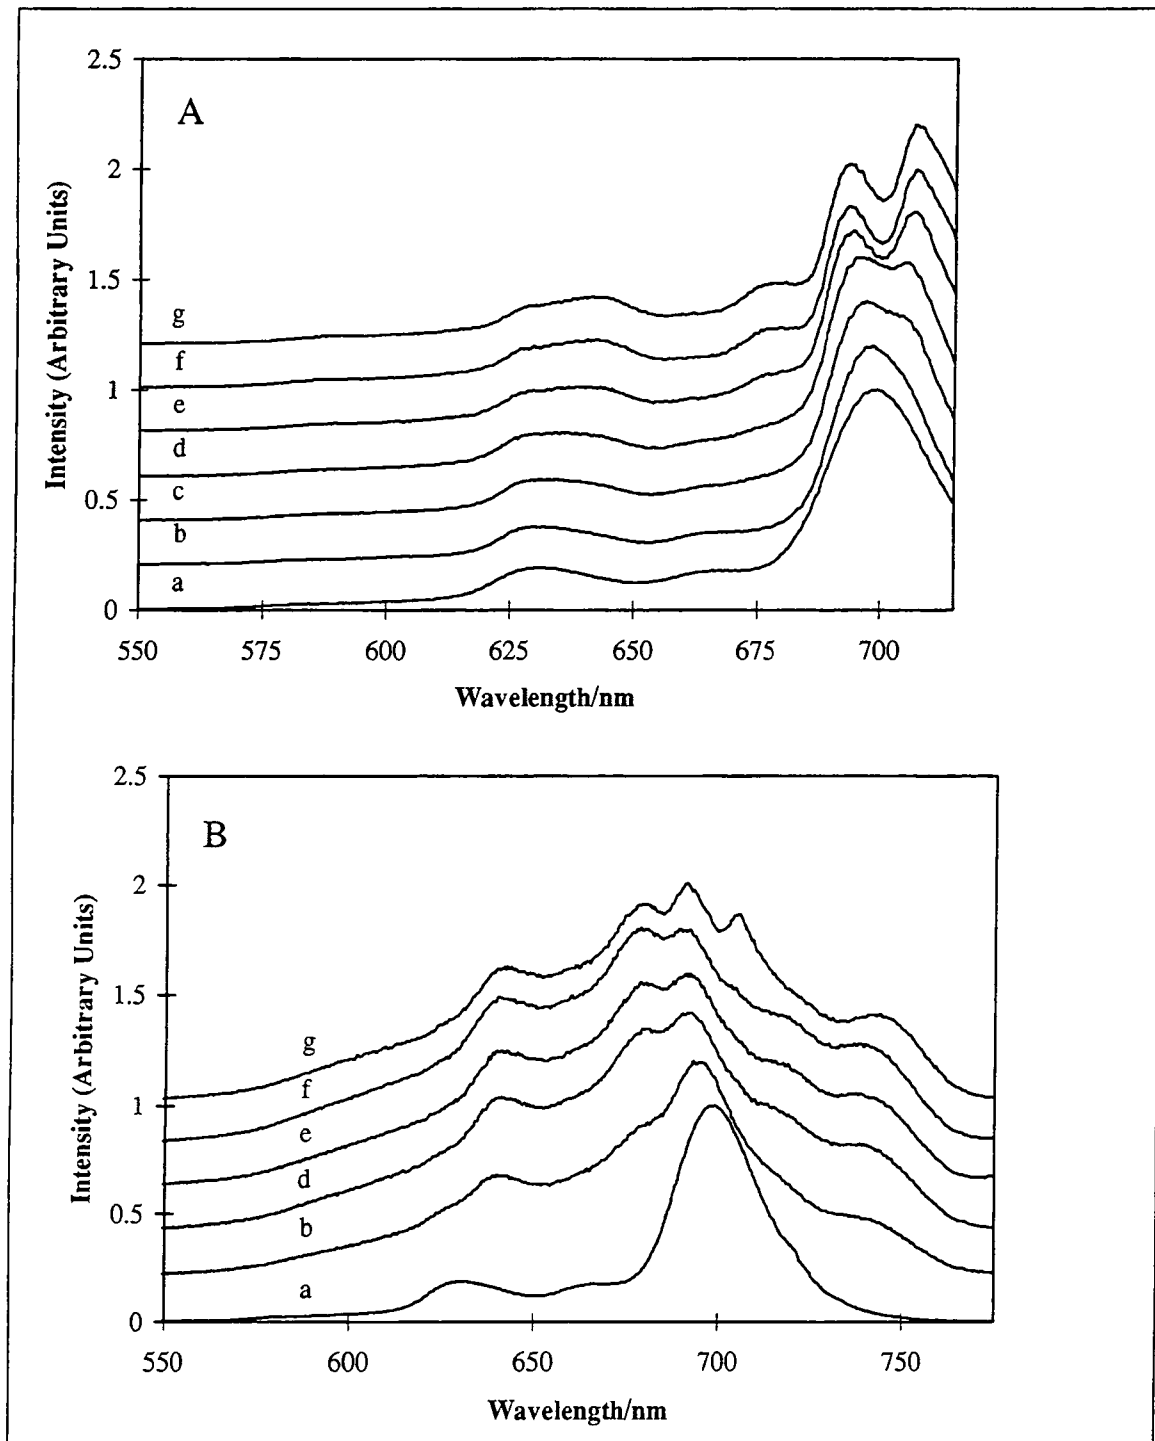 2.5
A
2
1.5
1
0.5
0
Intensity (Arbitrary Units)
g
f
e
d
c
b
a
550 575 600 625 650 675 700
Wavelength/nm
2.5
B
2
1.5
1
0.5
0
Intensity (Arbitrary Units)
g
f
e
d
b
a
550 600 650 700 750
Wavelength/nm